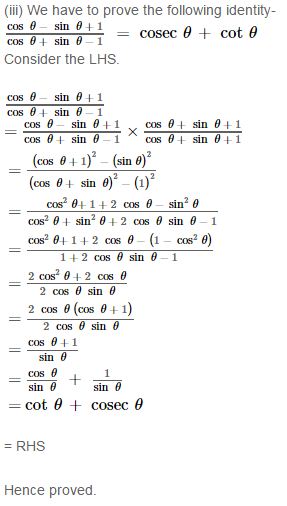 (iii) We have to prove the following identity-
(cos θ − sin θ + 1)/(cos θ + sin θ − 1) = cosec θ + cot θ
Consider the LHS.
(cos θ − sin θ + 1)/(cos θ + sin θ − 1)
= (cos θ − sin θ + 1)/(cos θ + sin θ − 1) × (cos θ + sin θ + 1)/(cos θ + sin θ + 1)
= ((cos θ + 1)² − (sin θ)²)/((cos θ + sin θ)² − (1)²)
= (cos² θ + 1 + 2 cos θ − sin² θ)/(cos² θ + sin² θ + 2 cos θ sin θ − 1)
= (cos² θ + 1 + 2 cos θ − (1 − cos² θ))/(1 + 2 cos θ sin θ − 1)
= (2 cos² θ + 2 cos θ)/(2 cos θ sin θ)
= (2 cos θ (cos θ + 1))/(2 cos θ sin θ)
= (cos θ + 1)/(sin θ)
= (cos θ)/(sin θ) + 1/(sin θ)
= cot θ + cosec θ
= RHS
Hence proved.